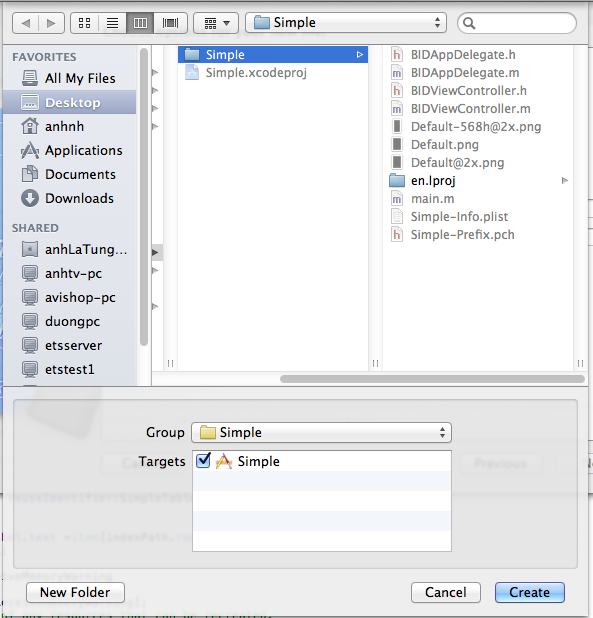 Simple
FAVORITES
All My Files
Desktop
anhnh
Applications
Documents
Downloads
SHARED
anhLaTung...
anhtv-pc
avishop-pc
duongpc
etsserver
etstest1
Simple
Simple.xcodeproj
BIDAppDelegate.h
BIDAppDelegate.m
BIDViewController.h
BIDViewController.m
Default-568h@2x.png
Default.png
Default@2x.png
en.lproj
main.m
Simple-Info.plist
Simple-Prefix.pch
Group Simple
Targets Simple
Previous
New Folder Cancel Create